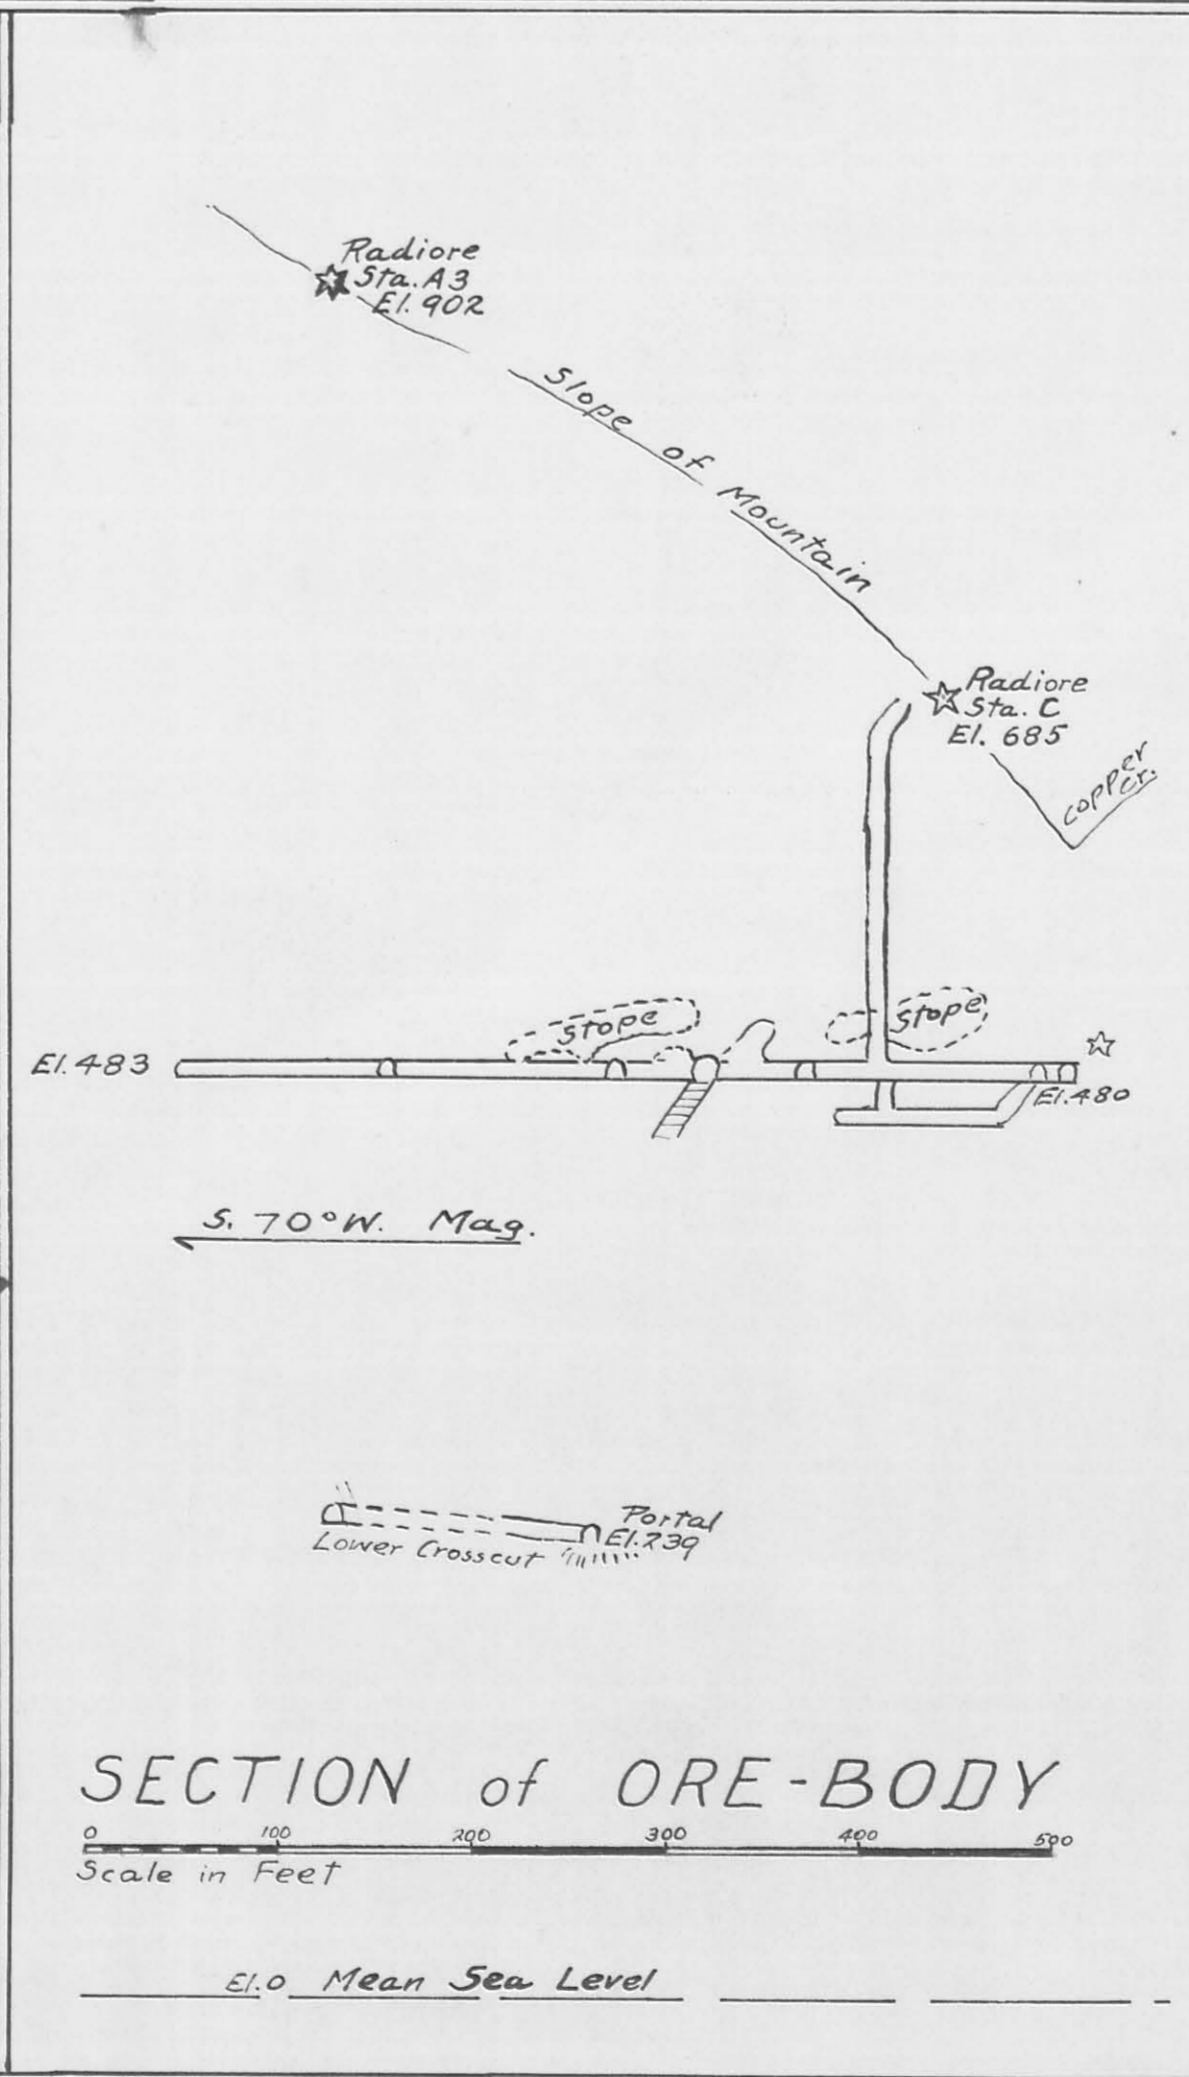 Radiore
Sta. A3
El. 902
Slope of Mountain
Radiore
Sta. C
El. 685
Copper
Cr.
Stope
Stope
El. 483
El. 480
S. 70° W. Mag.
Portal
El. 239
Lower Crosscut
SECTION of ORE-BODY
0 100 200 300 400 500
Scale in Feet
El. 0 Mean Sea Level